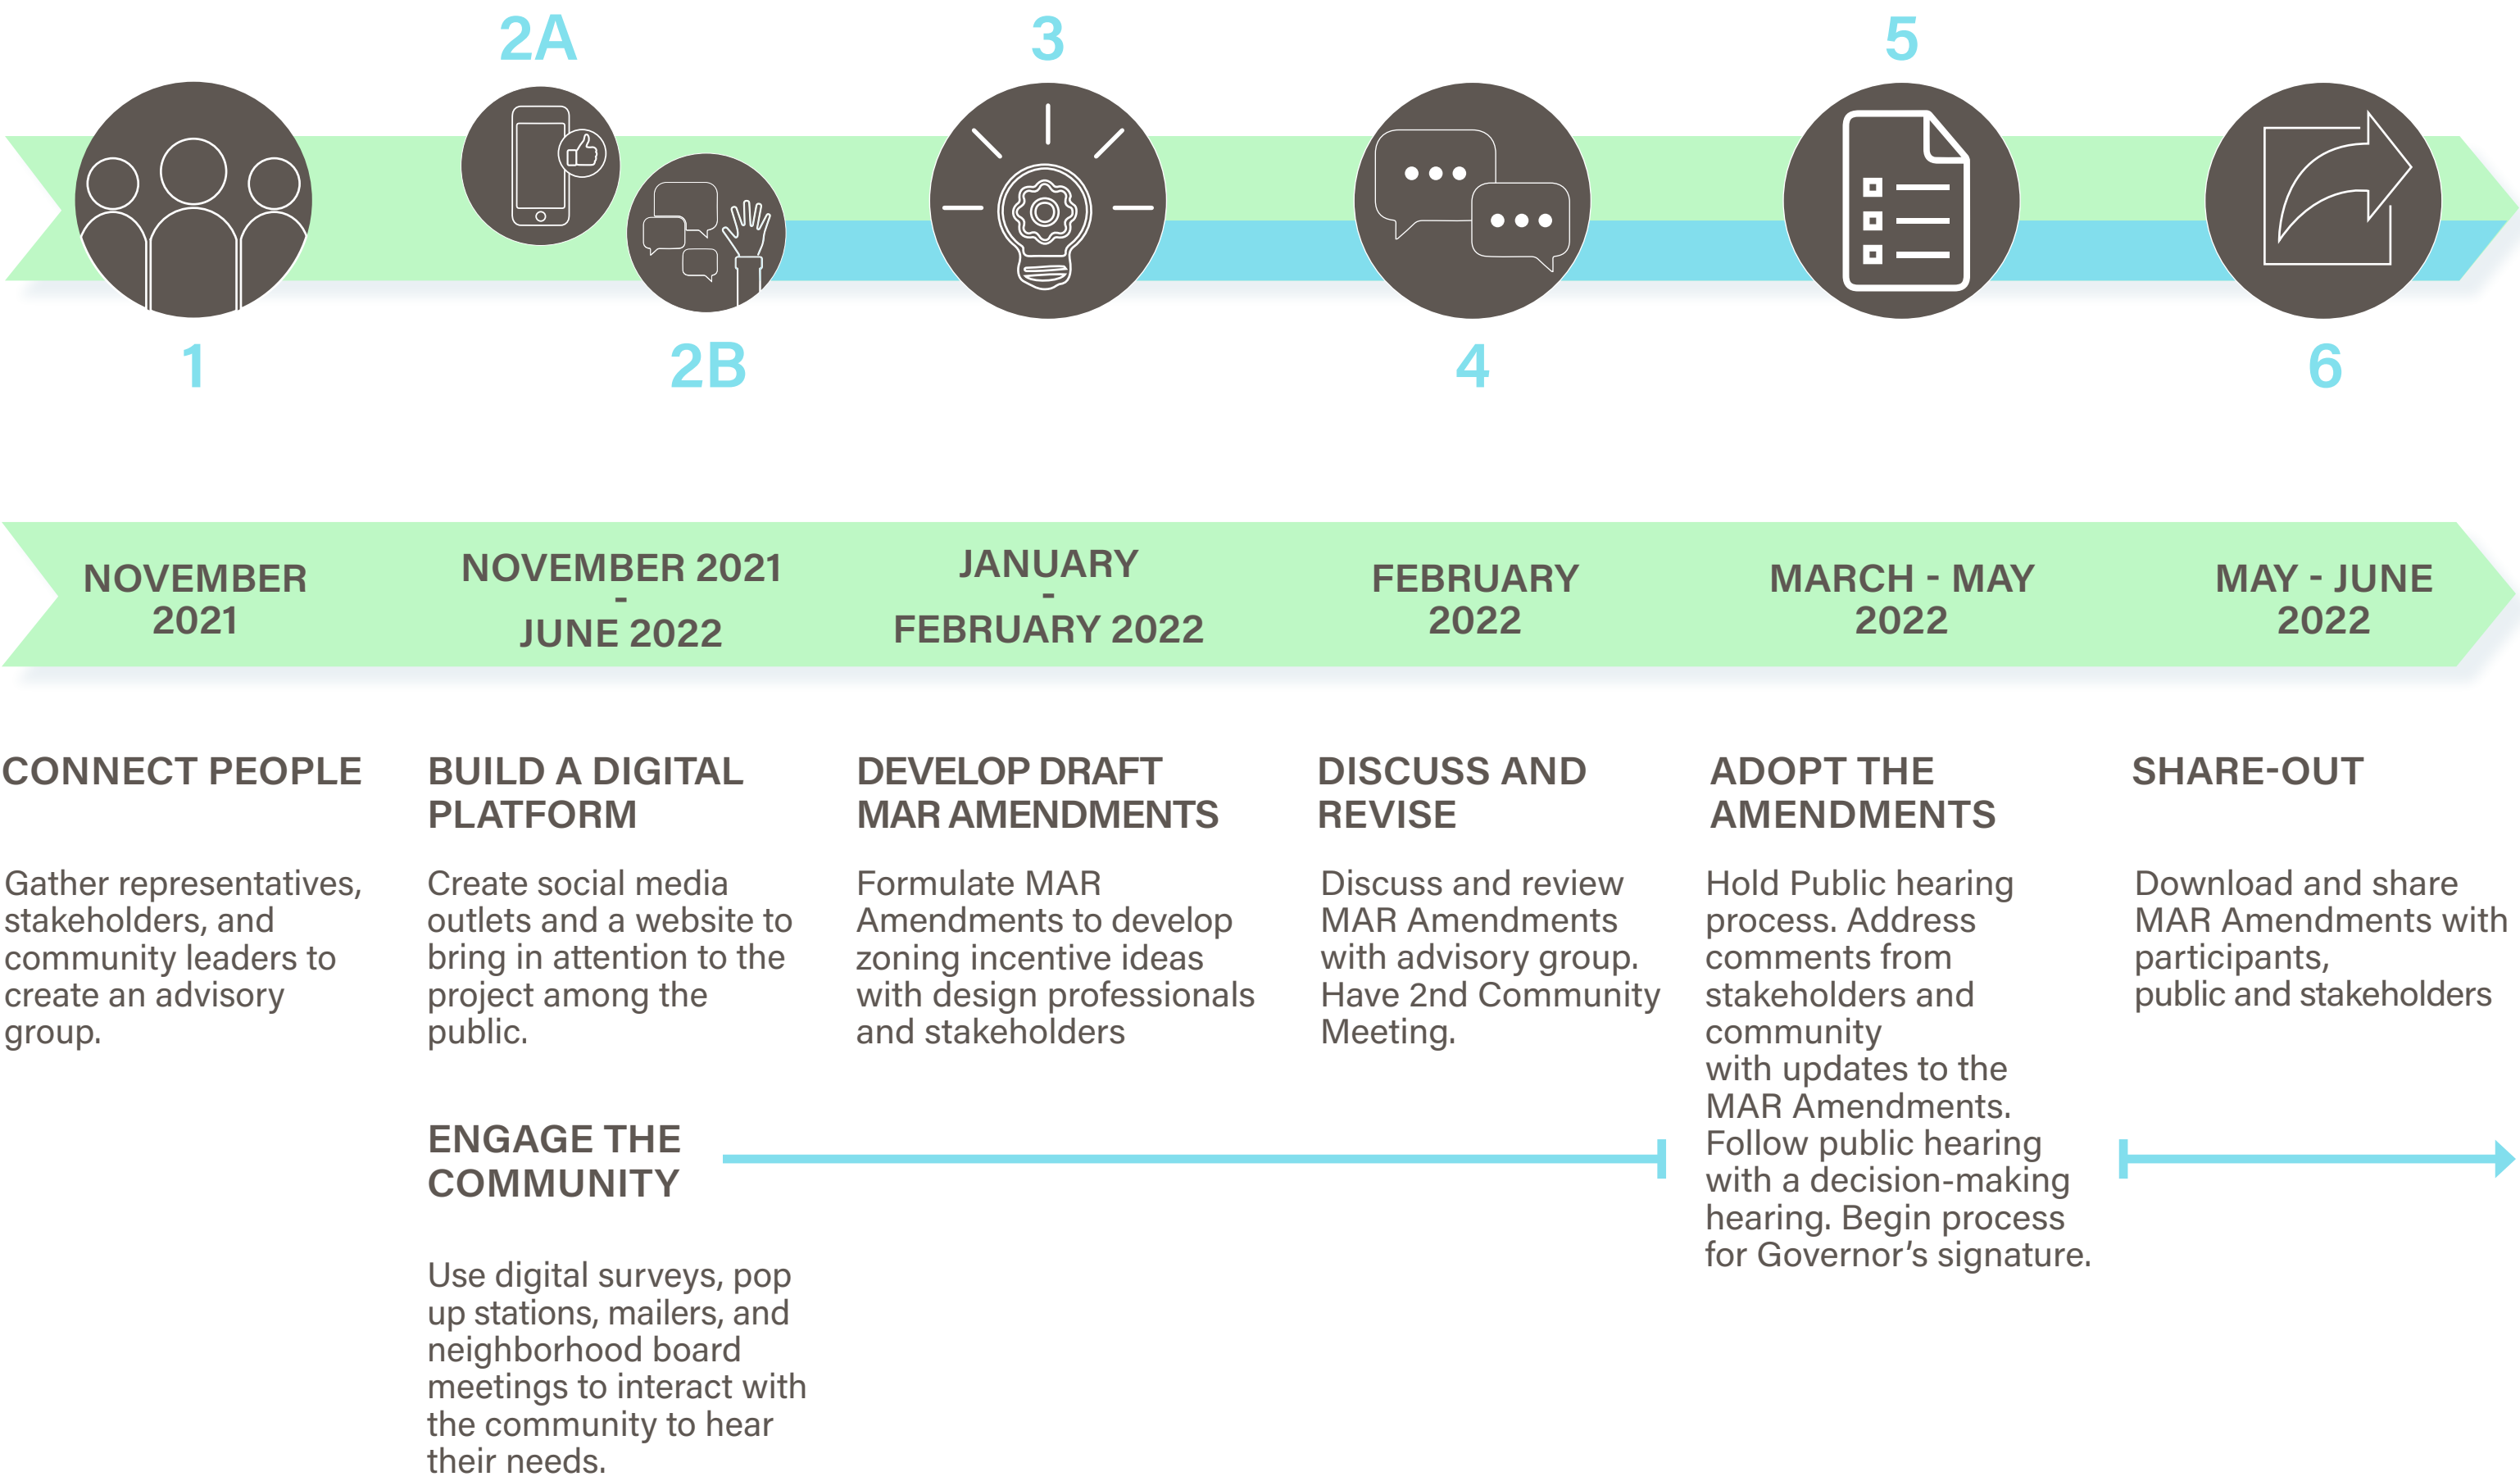 2A
3
5
1
2B
4
6
NOVEMBER
2021
NOVEMBER 2021
-
JUNE 2022
JANUARY
-
FEBRUARY 2022
FEBRUARY
2022
MARCH - MAY
2022
MAY - JUNE
2022
CONNECT PEOPLE
Gather representatives,
stakeholders, and
community leaders to
create an advisory
group.
BUILD A DIGITAL
PLATFORM
Create social media
outlets and a website to
bring in attention to the
project among the
public.
ENGAGE THE
COMMUNITY
Use digital surveys, pop
up stations, mailers, and
neighborhood board
meetings to interact with
the community to hear
their needs.
DEVELOP DRAFT
MAR AMENDMENTS
Formulate MAR
Amendments to develop
zoning incentive ideas
with design professionals
and stakeholders
DISCUSS AND
REVISE
Discuss and review
MAR Amendments
with advisory group.
Have 2nd Community
Meeting.
ADOPT THE
AMENDMENTS
Hold Public hearing
process. Address
comments from
stakeholders and
community
with updates to the
MAR Amendments.
Follow public hearing
with a decision-making
hearing. Begin process
for Governor’s signature.
SHARE-OUT
Download and share
MAR Amendments with
participants,
public and stakeholders